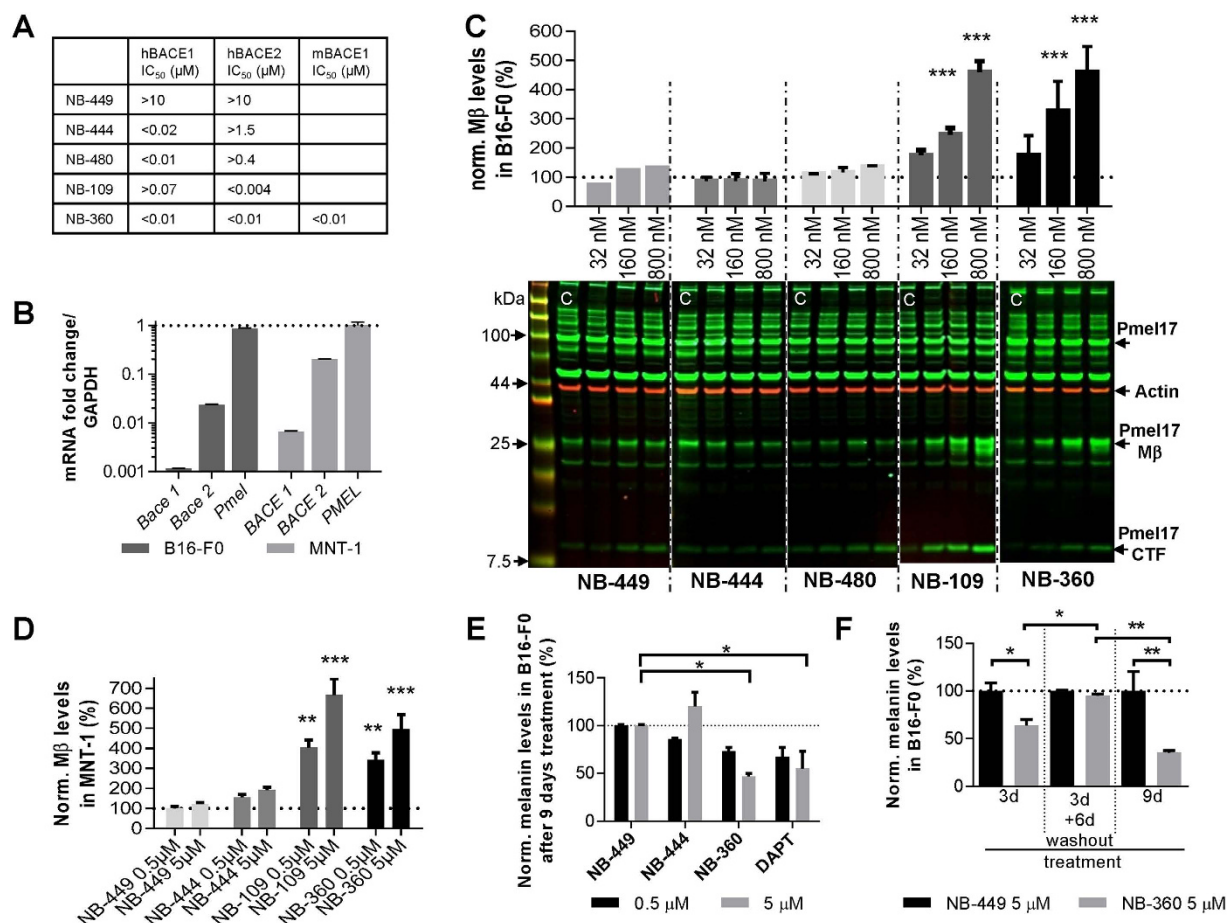 A
hBACE1 IC50 (µM) hBACE2 IC50 (µM) mBACE1 IC50 (µM)
NB-449 >10 >10
NB-444 <0.02 >1.5
NB-480 <0.01 >0.4
NB-109 >0.07 <0.004
NB-360 <0.01 <0.01 <0.01
B
mRNA fold change/
GAPDH
1
0.1
0.01
0.001
Bace 1 Bace 2 Pmel BACE 1 BACE 2 PMEL
B16-F0 MNT-1
C
norm. Mβ levels
in B16-F0 (%)
600
500
400
300
200
100
0
*** *** *** ***
32 nM 160 nM 800 nM 32 nM 160 nM 800 nM 32 nM 160 nM 800 nM 32 nM 160 nM 800 nM 32 nM 160 nM 800 nM
kDa
100
44
25
7.5
C C C C C
Pmel17
Actin
Pmel17
Mβ
Pmel17
CTF
NB-449 NB-444 NB-480 NB-109 NB-360
D
Norm. Mβ levels
in MNT-1 (%)
700
600
500
400
300
200
100
0
** *** ** ***
NB-449 0,5µM
NB-449 5µM
NB-444 0,5µM
NB-444 5µM
NB-109 0,5µM
NB-109 5µM
NB-360 0,5µM
NB-360 5µM
E
Norm. melanin levels in B16-F0
after 9 days treatment (%)
150
100
50
0
*
*
NB-449 NB-444 NB-360 DAPT
0.5 µM 5 µM
F
Norm. melanin levels
in B16-F0 (%)
150
100
50
0
* * ** **
3d 3d 9d
+6d
washout
treatment
NB-449 5 µM NB-360 5 µM